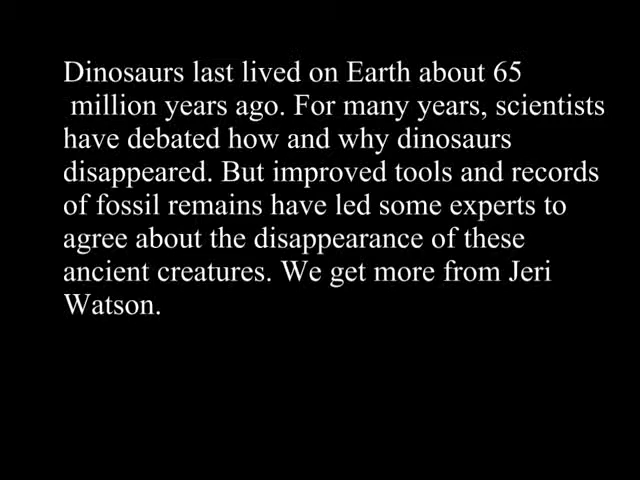 Dinosaurs last lived on Earth about 65
million years ago. For many years, scientists
have debated how and why dinosaurs
disappeared. But improved tools and records
of fossil remains have led some experts to
agree about the disappearance of these
ancient creatures. We get more from Jeri
Watson.